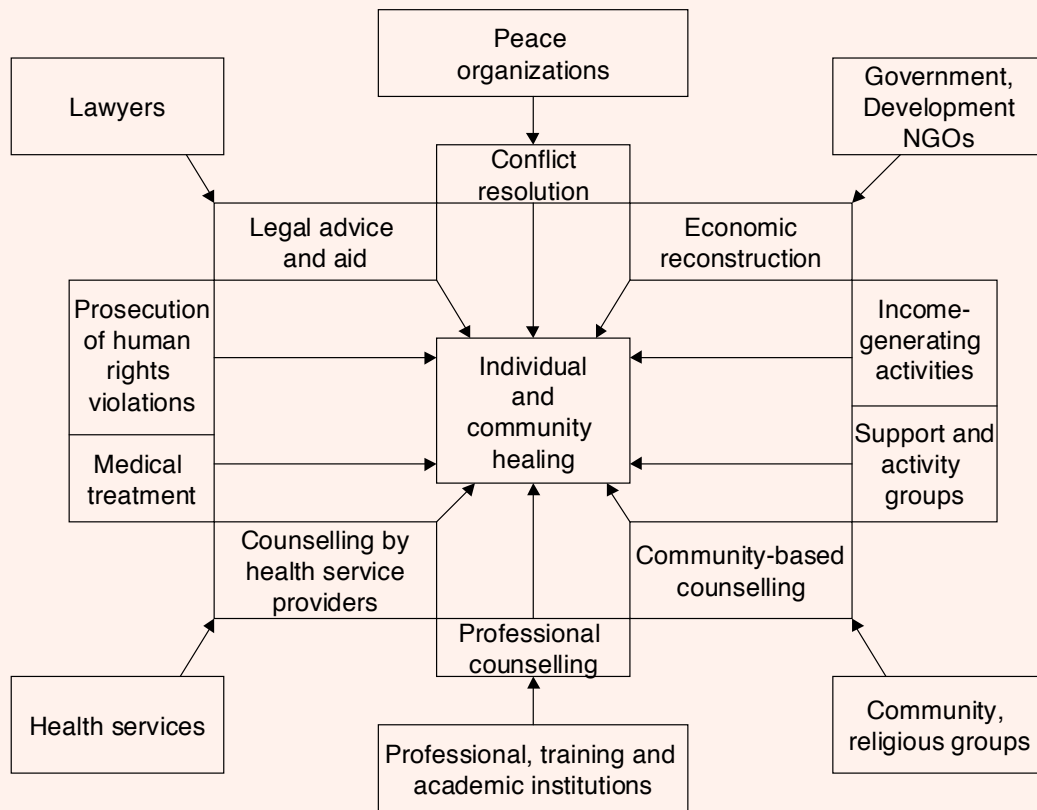 Peace
organizations
Lawyers
Government,
Development
NGOs
Conflict
resolution
Legal advice
and aid
Economic
reconstruction
Prosecution
of human
rights
violations
Income-
generating
activities
Individual
and
community
healing
Medical
treatment
Support and
activity
groups
Counselling by
health service
providers
Community-based
counselling
Professional
counselling
Health services
Professional, training and
academic institutions
Community,
religious groups